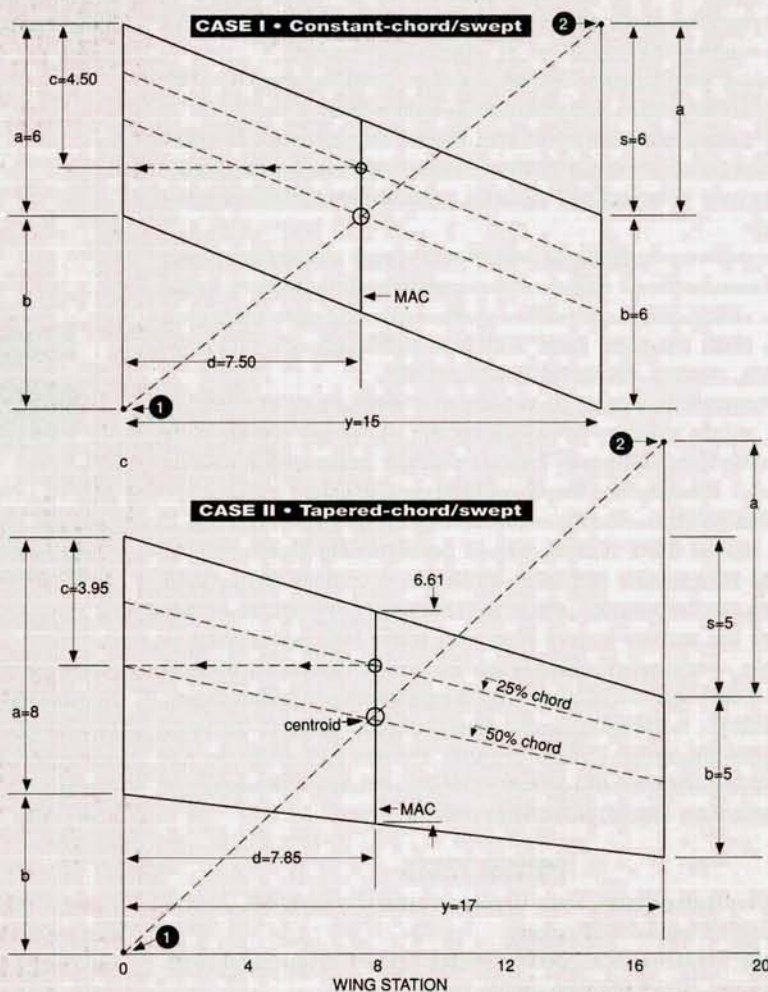 CASE I • Constant-chord/swept
2
c=4.50
a=6
s=6
a
b
MAC
b=6
d=7.50
1
y=15
2
c
CASE II • Tapered-chord/swept
a
c=3.95
6.61
s=5
25% chord
a=8
centroid
50% chord
b=5
MAC
d=7.85
b
y=17
1
0 4 8 12 16 20
WING STATION